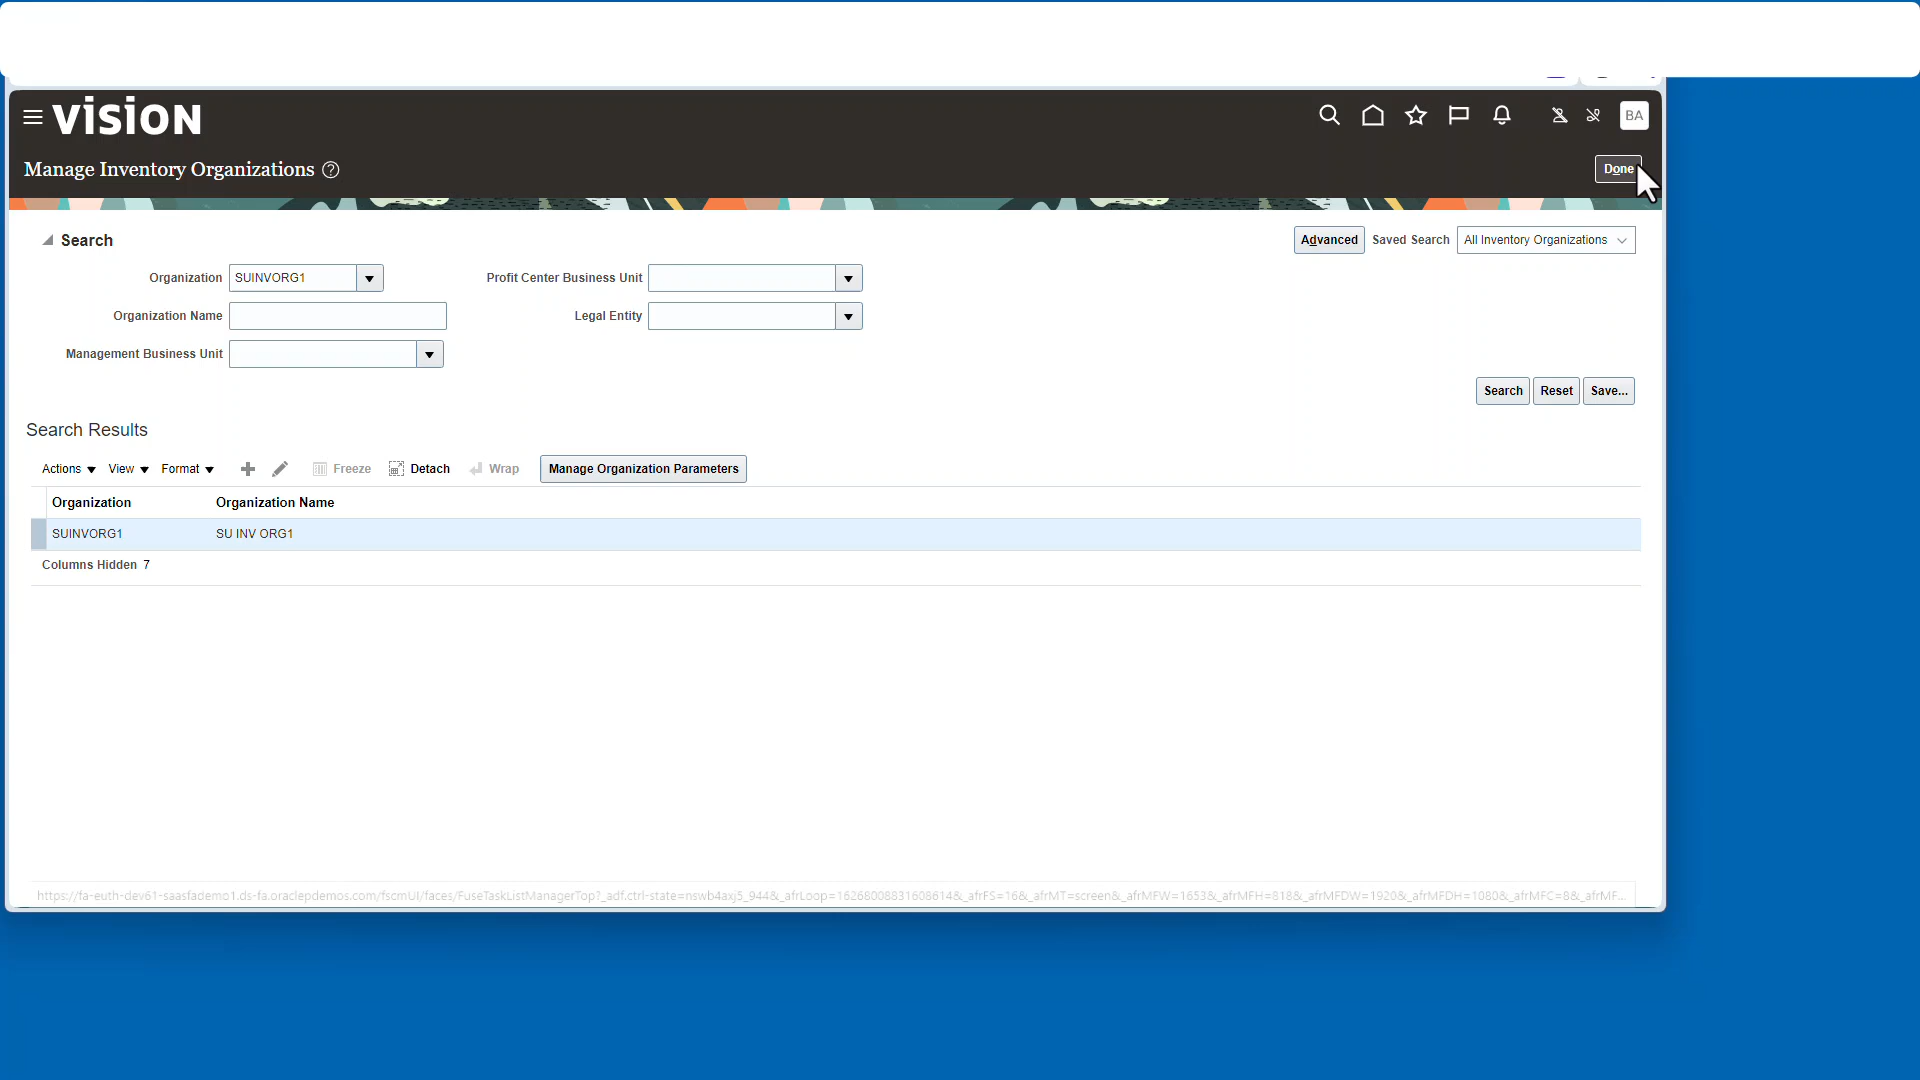 vision
BA
Manage Inventory Organizations ?
Done
Search
Advanced Saved Search All Inventory Organizations
Organization SUINVORG1 Profit Center Business Unit
Organization Name Legal Entity
Management Business Unit
Search Reset Save...
Search Results
Actions View Format Freeze Detach Wrap Manage Organization Parameters
Organization Organization Name
SUINVORG1 SU INV ORG1
Columns Hidden 7